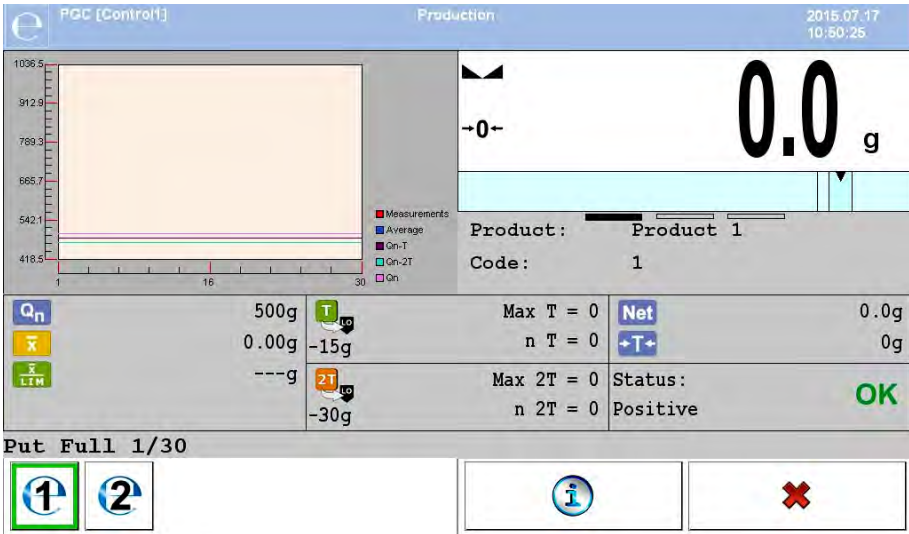 PGC [Control1]
Production
2015.07.17
10:50:25
1036.5
912.9
789.3
665.7
542.1
418.5
1 16 30
Measurements
Average
Qn-T
Qn-2T
Qn
→0←
0.0 g
Product: Product 1
Code: 1
Qn 500g
x 0.00g
x LIM ---g
T LO
-15g
Max T = 0
n T = 0
2T LO
-30g
Max 2T = 0
n 2T = 0
Net 0.0g
→T← 0g
Status: OK
Positive
Put Full 1/30
1 2
i